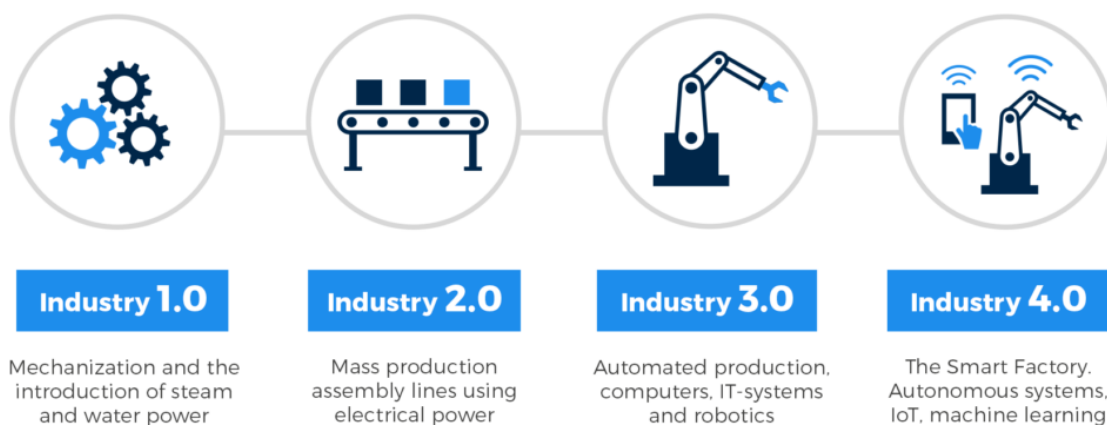 Industry 1.0
Mechanization and the
introduction of steam
and water power
Industry 2.0
Mass production
assembly lines using
electrical power
Industry 3.0
Automated production,
computers, IT-systems
and robotics
Industry 4.0
The Smart Factory.
Autonomous systems,
IoT, machine learning